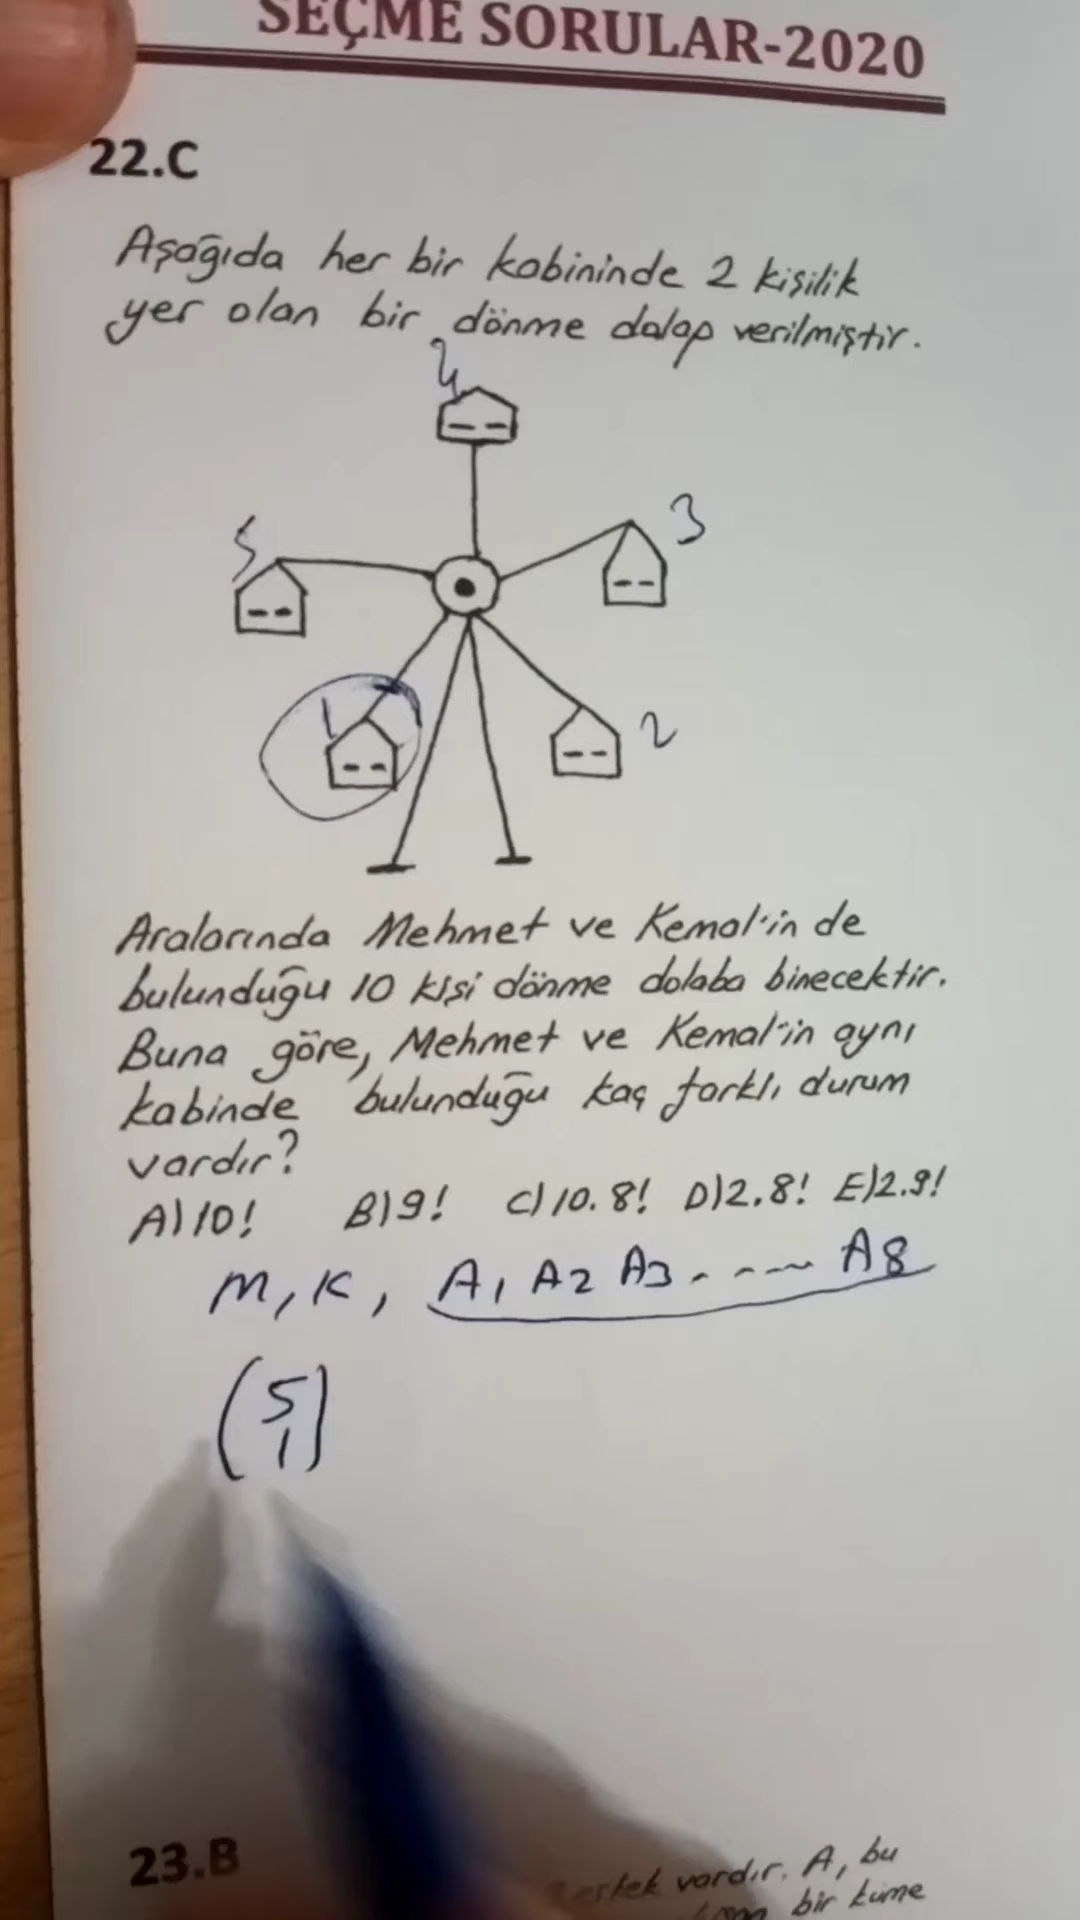 SEÇME SORULAR-2020
22.C
Aşağıda her bir kabininde 2 kişilik
yer olan bir dönme dolap verilmiştir.
4
5
3
1
2
Aralarında Mehmet ve Kemal'in de
bulunduğu 10 kişi dönme dolaba binecektir.
Buna göre, Mehmet ve Kemal'in aynı
kabinde bulunduğu kaç farklı durum
vardır?
A) 10! B) 9! C) 10.8! D) 2.8! E) 2.9!
M, K, A1 A2 A3 - - - A8
(5
1)
23.B
vardır. A, bu
bir küme